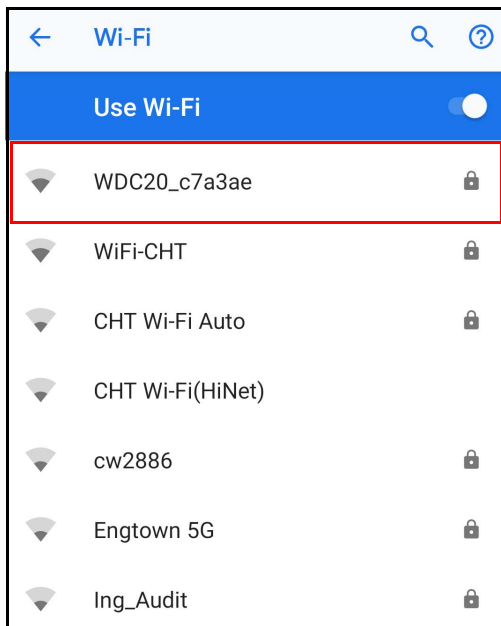 Wi-Fi
Use Wi-Fi
WDC20_c7a3ae
WiFi-CHT
CHT Wi-Fi Auto
CHT Wi-Fi(HiNet)
cw2886
Engtown 5G
Ing_Audit